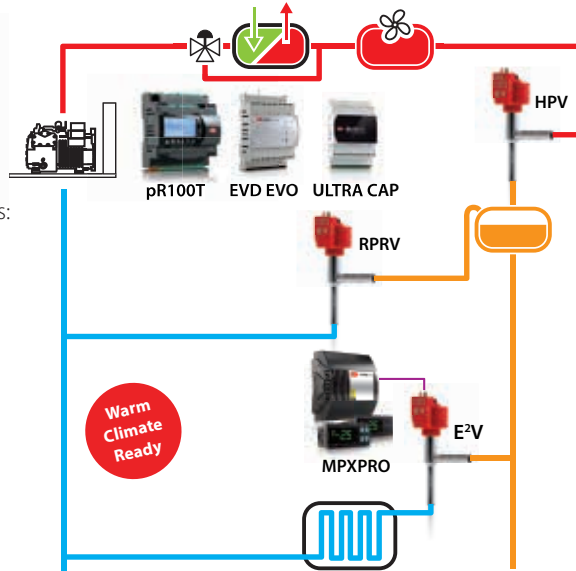 HPV
pR100T EVD EVO ULTRA CAP
s:
RPRV
Warm
Climate
Ready
E²V
MPXPRO